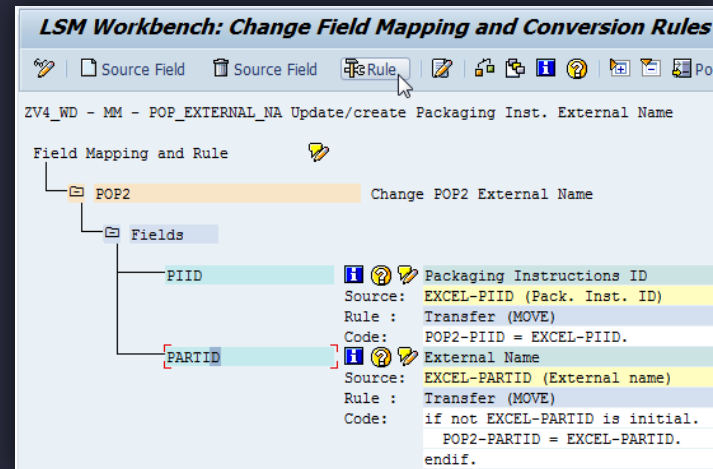 LSM Workbench: Change Field Mapping and Conversion Rules
Source Field Source Field Rule Po
ZV4_WD - MM - POP_EXTERNAL_NA Update/create Packaging Inst. External Name
Field Mapping and Rule
POP2 Change POP2 External Name
Fields
PIID Packaging Instructions ID
Source: EXCEL-PIID (Pack. Inst. ID)
Rule : Transfer (MOVE)
Code: POP2-PIID = EXCEL-PIID.
PARTID External Name
Source: EXCEL-PARTID (External name)
Rule : Transfer (MOVE)
Code: if not EXCEL-PARTID is initial.
POP2-PARTID = EXCEL-PARTID.
endif.